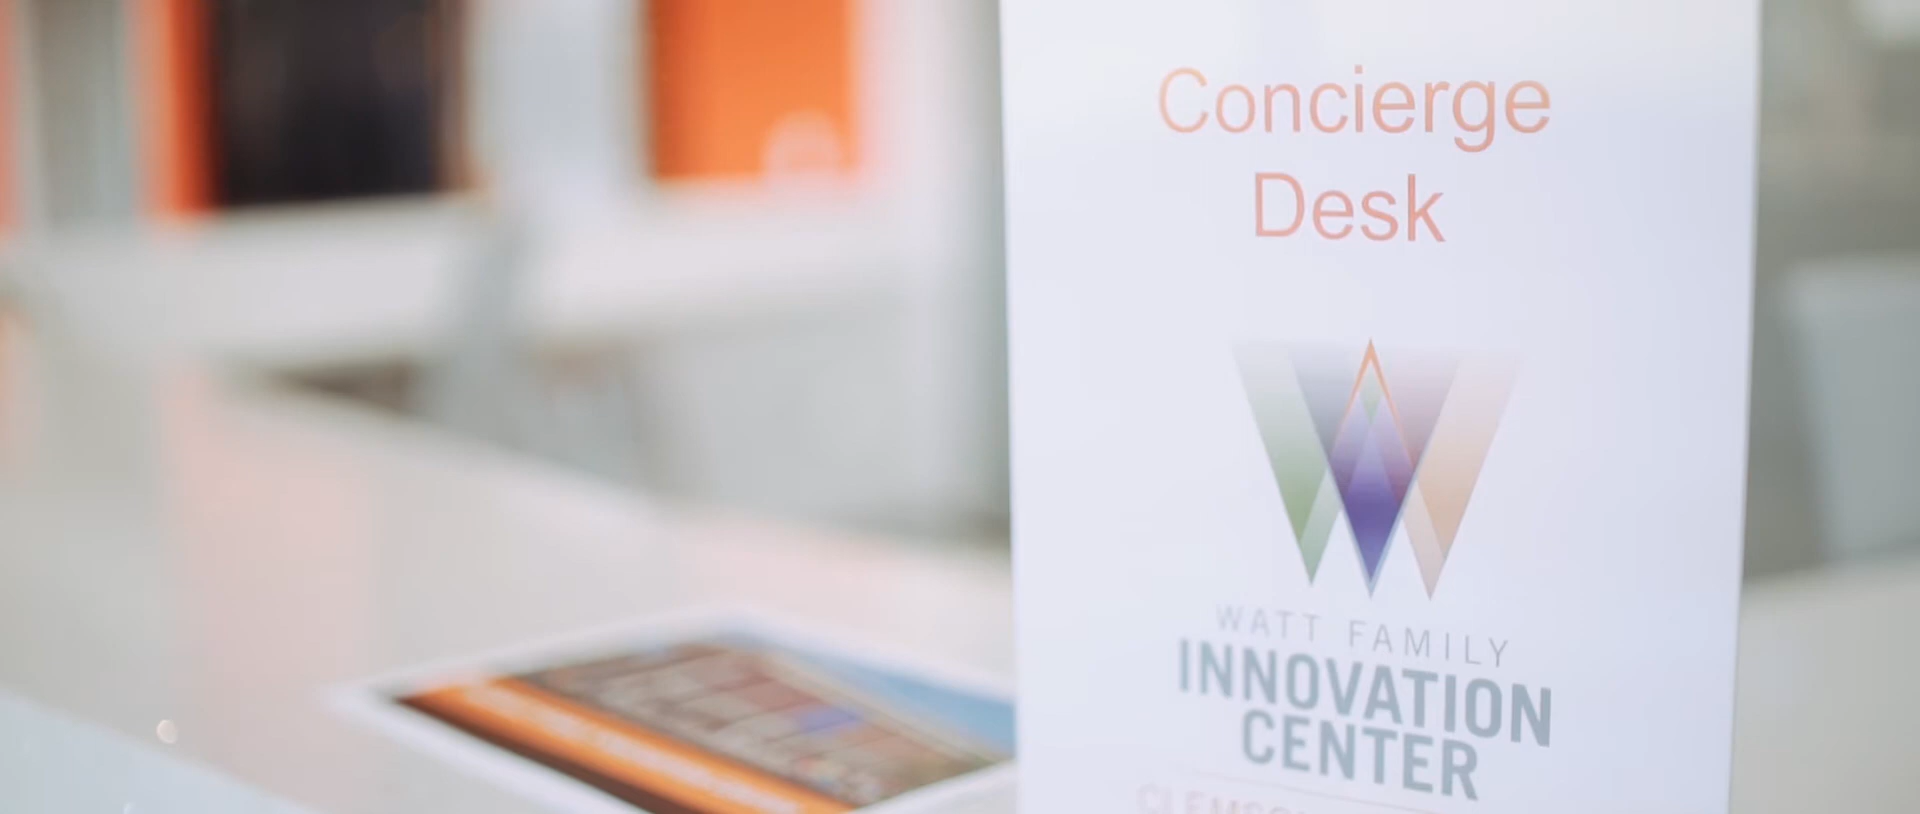 Concierge
Desk
WATT FAMILY
INNOVATION
CENTER